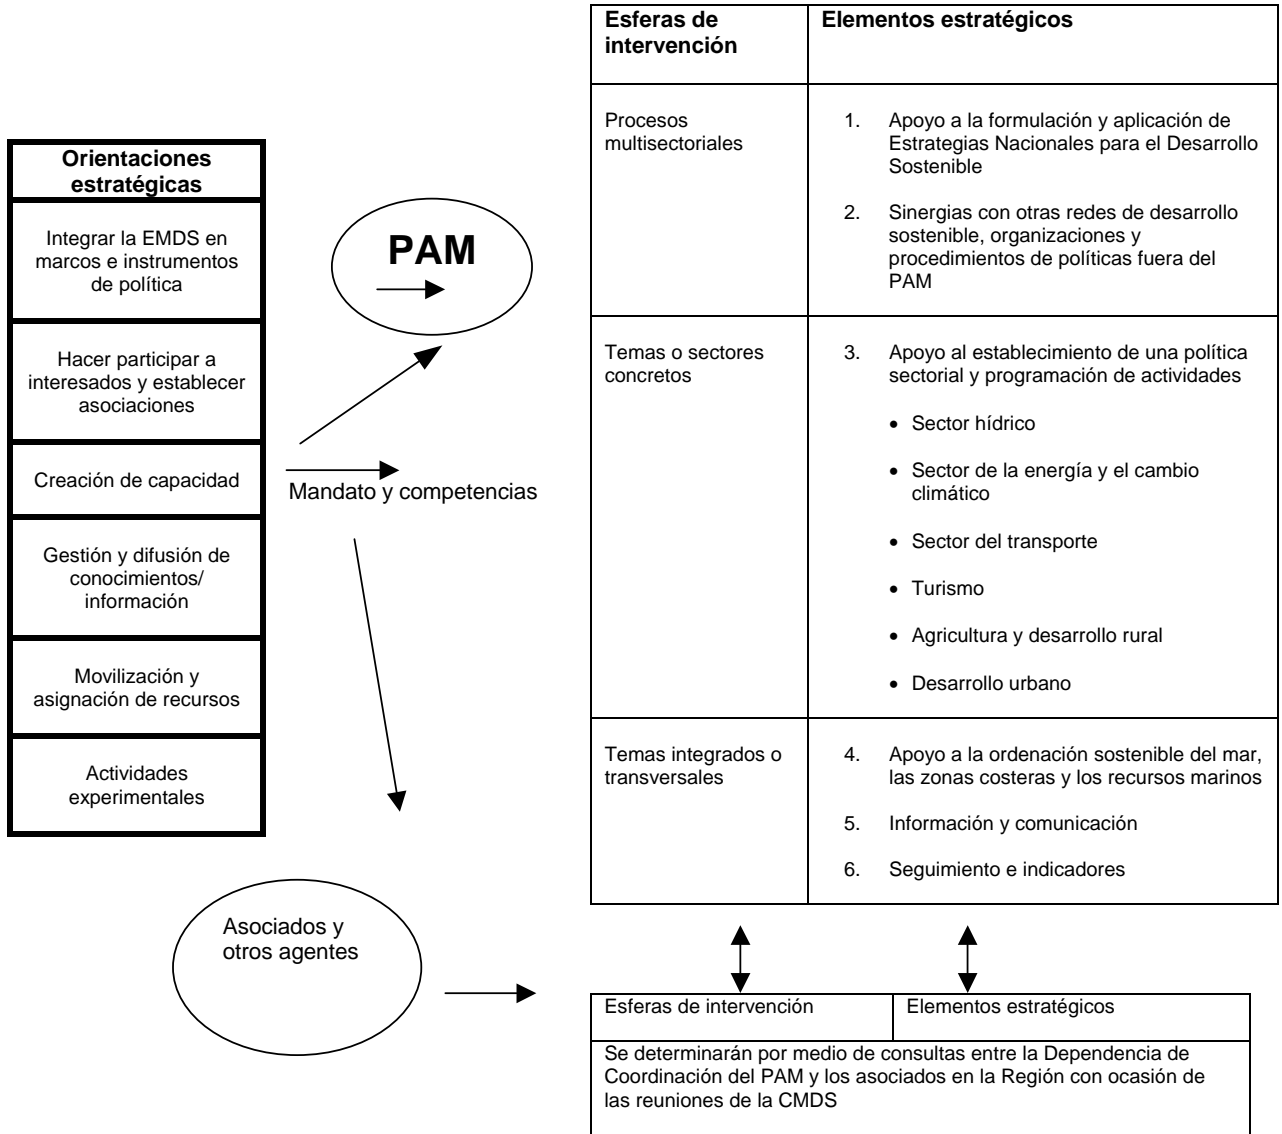 Orientaciones
estratégicas
Integrar la EMDS en
marcos e instrumentos
de política
Hacer participar a
interesados y establecer
asociaciones
Creación de capacidad
Gestión y difusión de
conocimientos/
información
Movilización y
asignación de recursos
Actividades
experimentales
PAM
Mandato y competencias
Asociados y
otros agentes
Esferas de
intervención
Elementos estratégicos
Procesos
multisectoriales
1. Apoyo a la formulación y aplicación de
Estrategias Nacionales para el Desarrollo
Sostenible
2. Sinergias con otras redes de desarrollo
sostenible, organizaciones y
procedimientos de políticas fuera del
PAM
Temas o sectores
concretos
3. Apoyo al establecimiento de una política
sectorial y programación de actividades
• Sector hídrico
• Sector de la energía y el cambio
climático
• Sector del transporte
• Turismo
• Agricultura y desarrollo rural
• Desarrollo urbano
Temas integrados o
transversales
4. Apoyo a la ordenación sostenible del mar,
las zonas costeras y los recursos marinos
5. Información y comunicación
6. Seguimiento e indicadores
Esferas de intervención
Elementos estratégicos
Se determinarán por medio de consultas entre la Dependencia de
Coordinación del PAM y los asociados en la Región con ocasión de
las reuniones de la CMDS